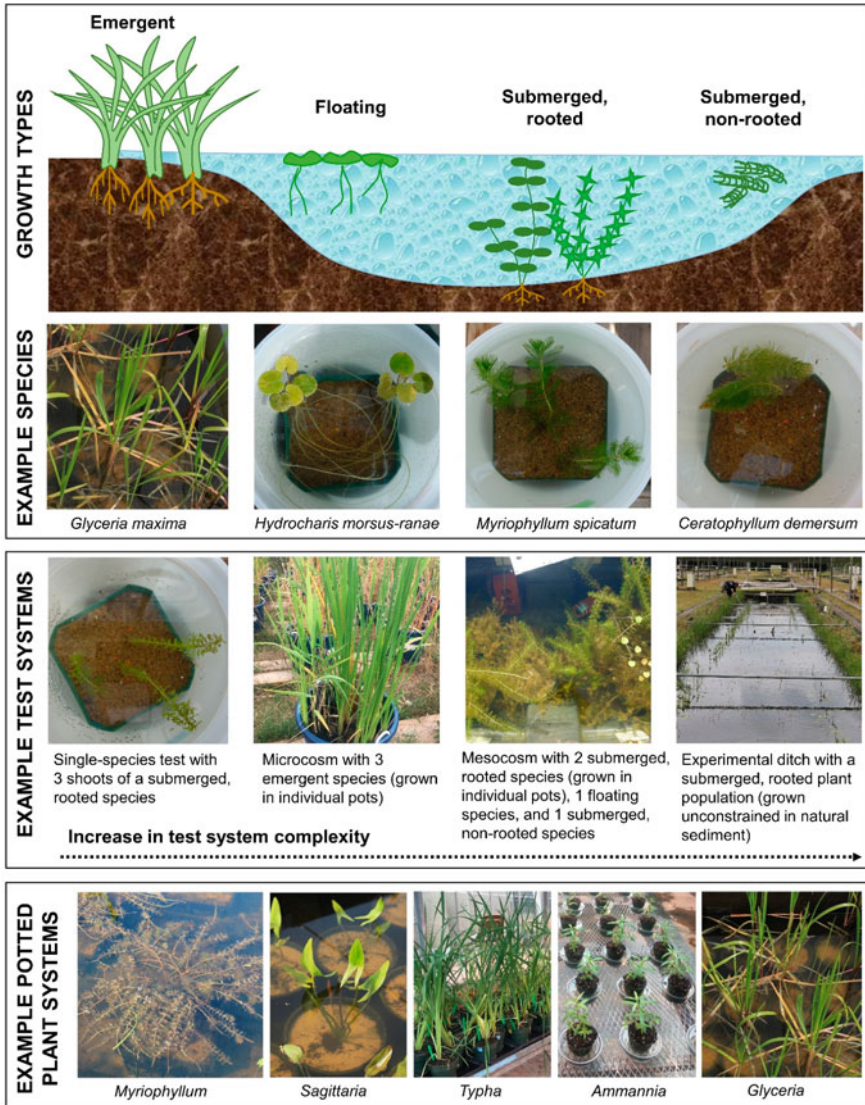 GROWTH TYPES
Emergent
Floating
Submerged,
rooted
Submerged,
non-rooted
EXAMPLE SPECIES
Glyceria maxima
Hydrocharis morsus-ranae
Myriophyllum spicatum
Ceratophyllum demersum
EXAMPLE TEST SYSTEMS
Single-species test with
3 shoots of a submerged,
rooted species
Microcosm with 3
emergent species (grown
in individual pots)
Mesocosm with 2 submerged,
rooted species (grown in
individual pots), 1 floating
species, and 1 submerged,
non-rooted species
Experimental ditch with a
submerged, rooted plant
population (grown
unconstrained in natural
sediment)
Increase in test system complexity
EXAMPLE POTTED
PLANT SYSTEMS
Myriophyllum
Sagittaria
Typha
Ammannia
Glyceria